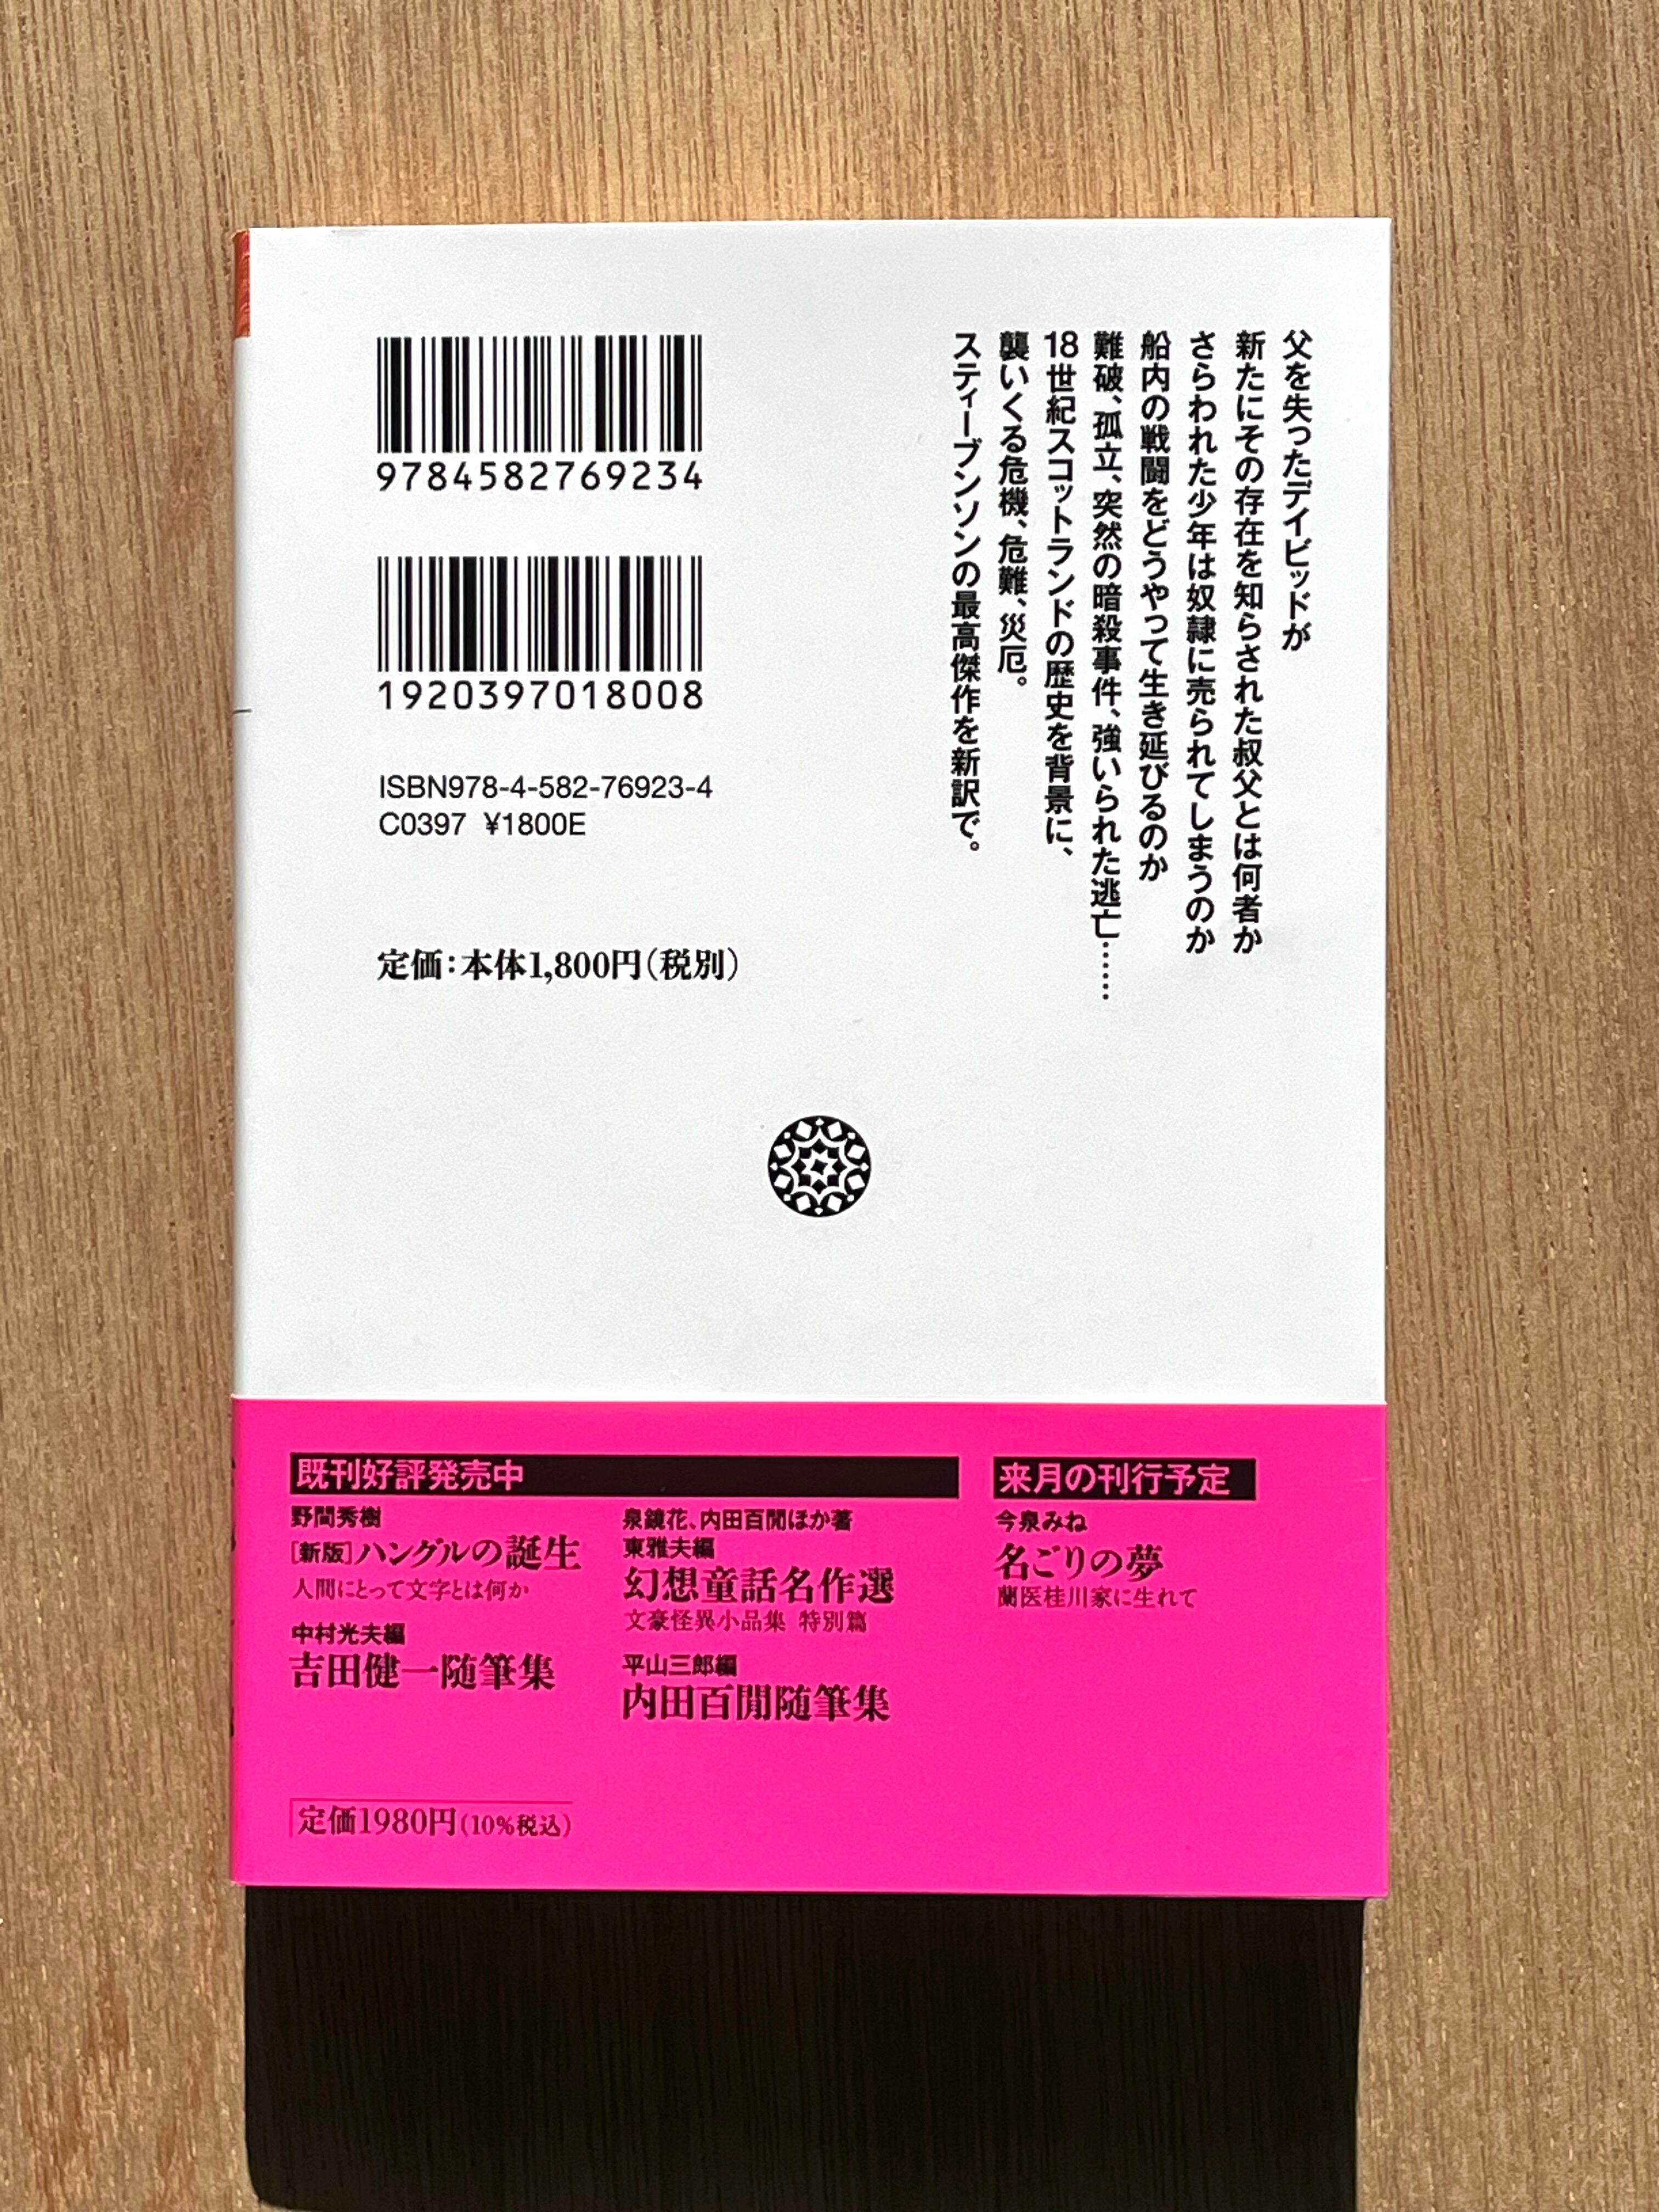 父を失ったデイビッドが
新たにその存在を知らされた叔父とは何者か
さらわれた少年は奴隷に売られてしまうのか
船内の戦闘をどうやって生き延びるのか
難破、孤立、突然の暗殺事件、強いられた逃亡……
18世紀スコットランドの歴史を背景に、
襲いくる危機、危難、災厄。
スティーブンソンの最高傑作を新訳で。
9784582769234
1920397018008
ISBN978-4-582-76923-4
C0397 ¥1800E
定価:本体1,800円(税別)
既刊好評発売中
野間秀樹
[新版]ハングルの誕生
人間にとって文字とは何か
中村光夫編
吉田健一随筆集
泉鏡花、内田百閒ほか著
東雅夫編
幻想童話名作選
文豪怪異小品集 特別篇
平山三郎編
内田百閒随筆集
来月の刊行予定
今泉みね
名ごりの夢
蘭医桂川家に生れて
定価1980円(10%税込)